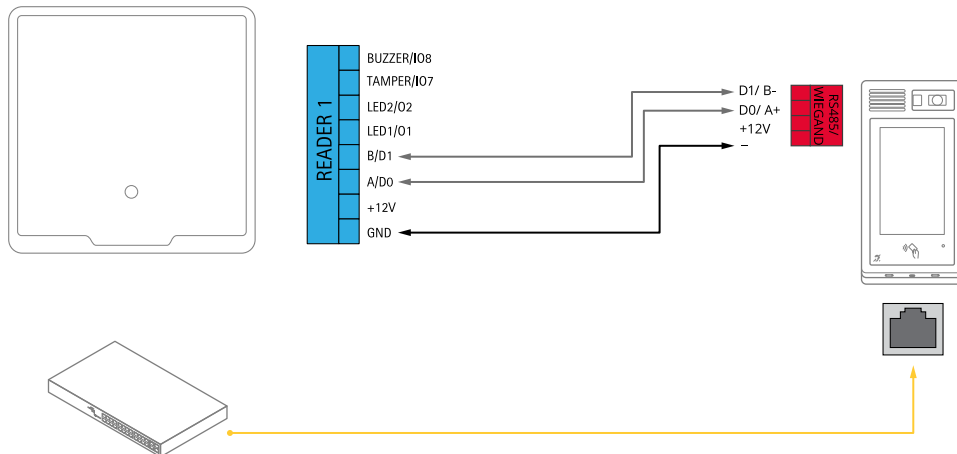 READER 1
BUZZER/IO8
TAMPER/IO7
LED2/O2
LED1/O1
B/D1
A/D0
+12V
GND
D1/ B-
D0/ A+
+12V
–
RS485/
WIEGAND